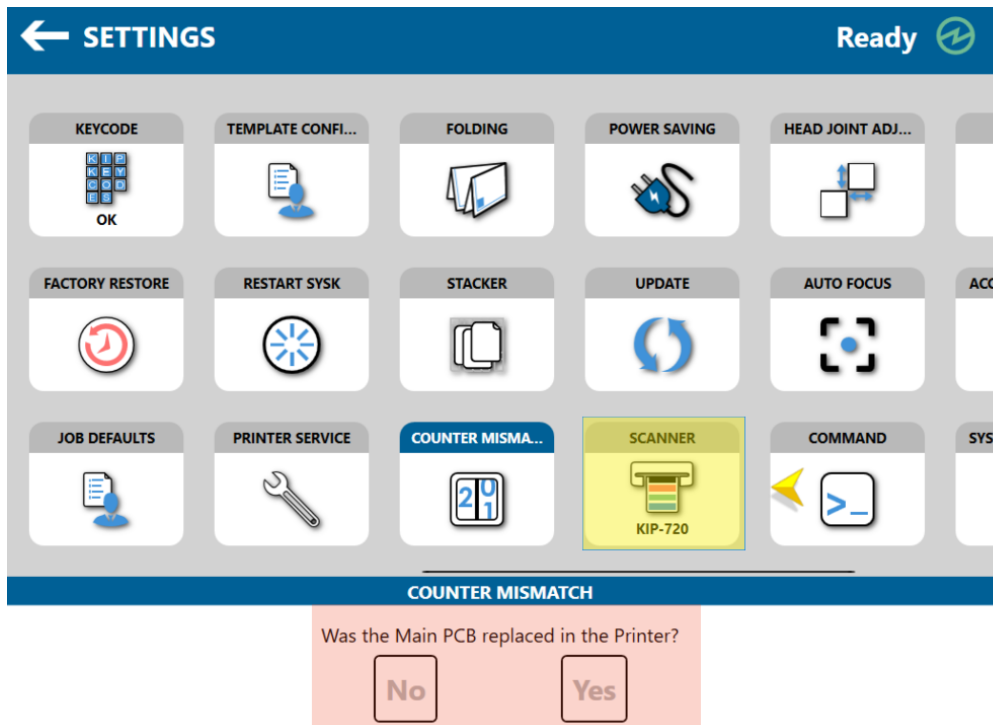 SETTINGS
Ready
KEYCODE
TEMPLATE CONFI...
FOLDING
POWER SAVING
HEAD JOINT ADJ...
K I P
K E Y
C O D
E S
OK
FACTORY RESTORE
RESTART SYSK
STACKER
UPDATE
AUTO FOCUS
ACC
JOB DEFAULTS
PRINTER SERVICE
COUNTER MISMA...
SCANNER
COMMAND
SYS
2 0
1
>_
KIP-720
COUNTER MISMATCH
Was the Main PCB replaced in the Printer?
No
Yes